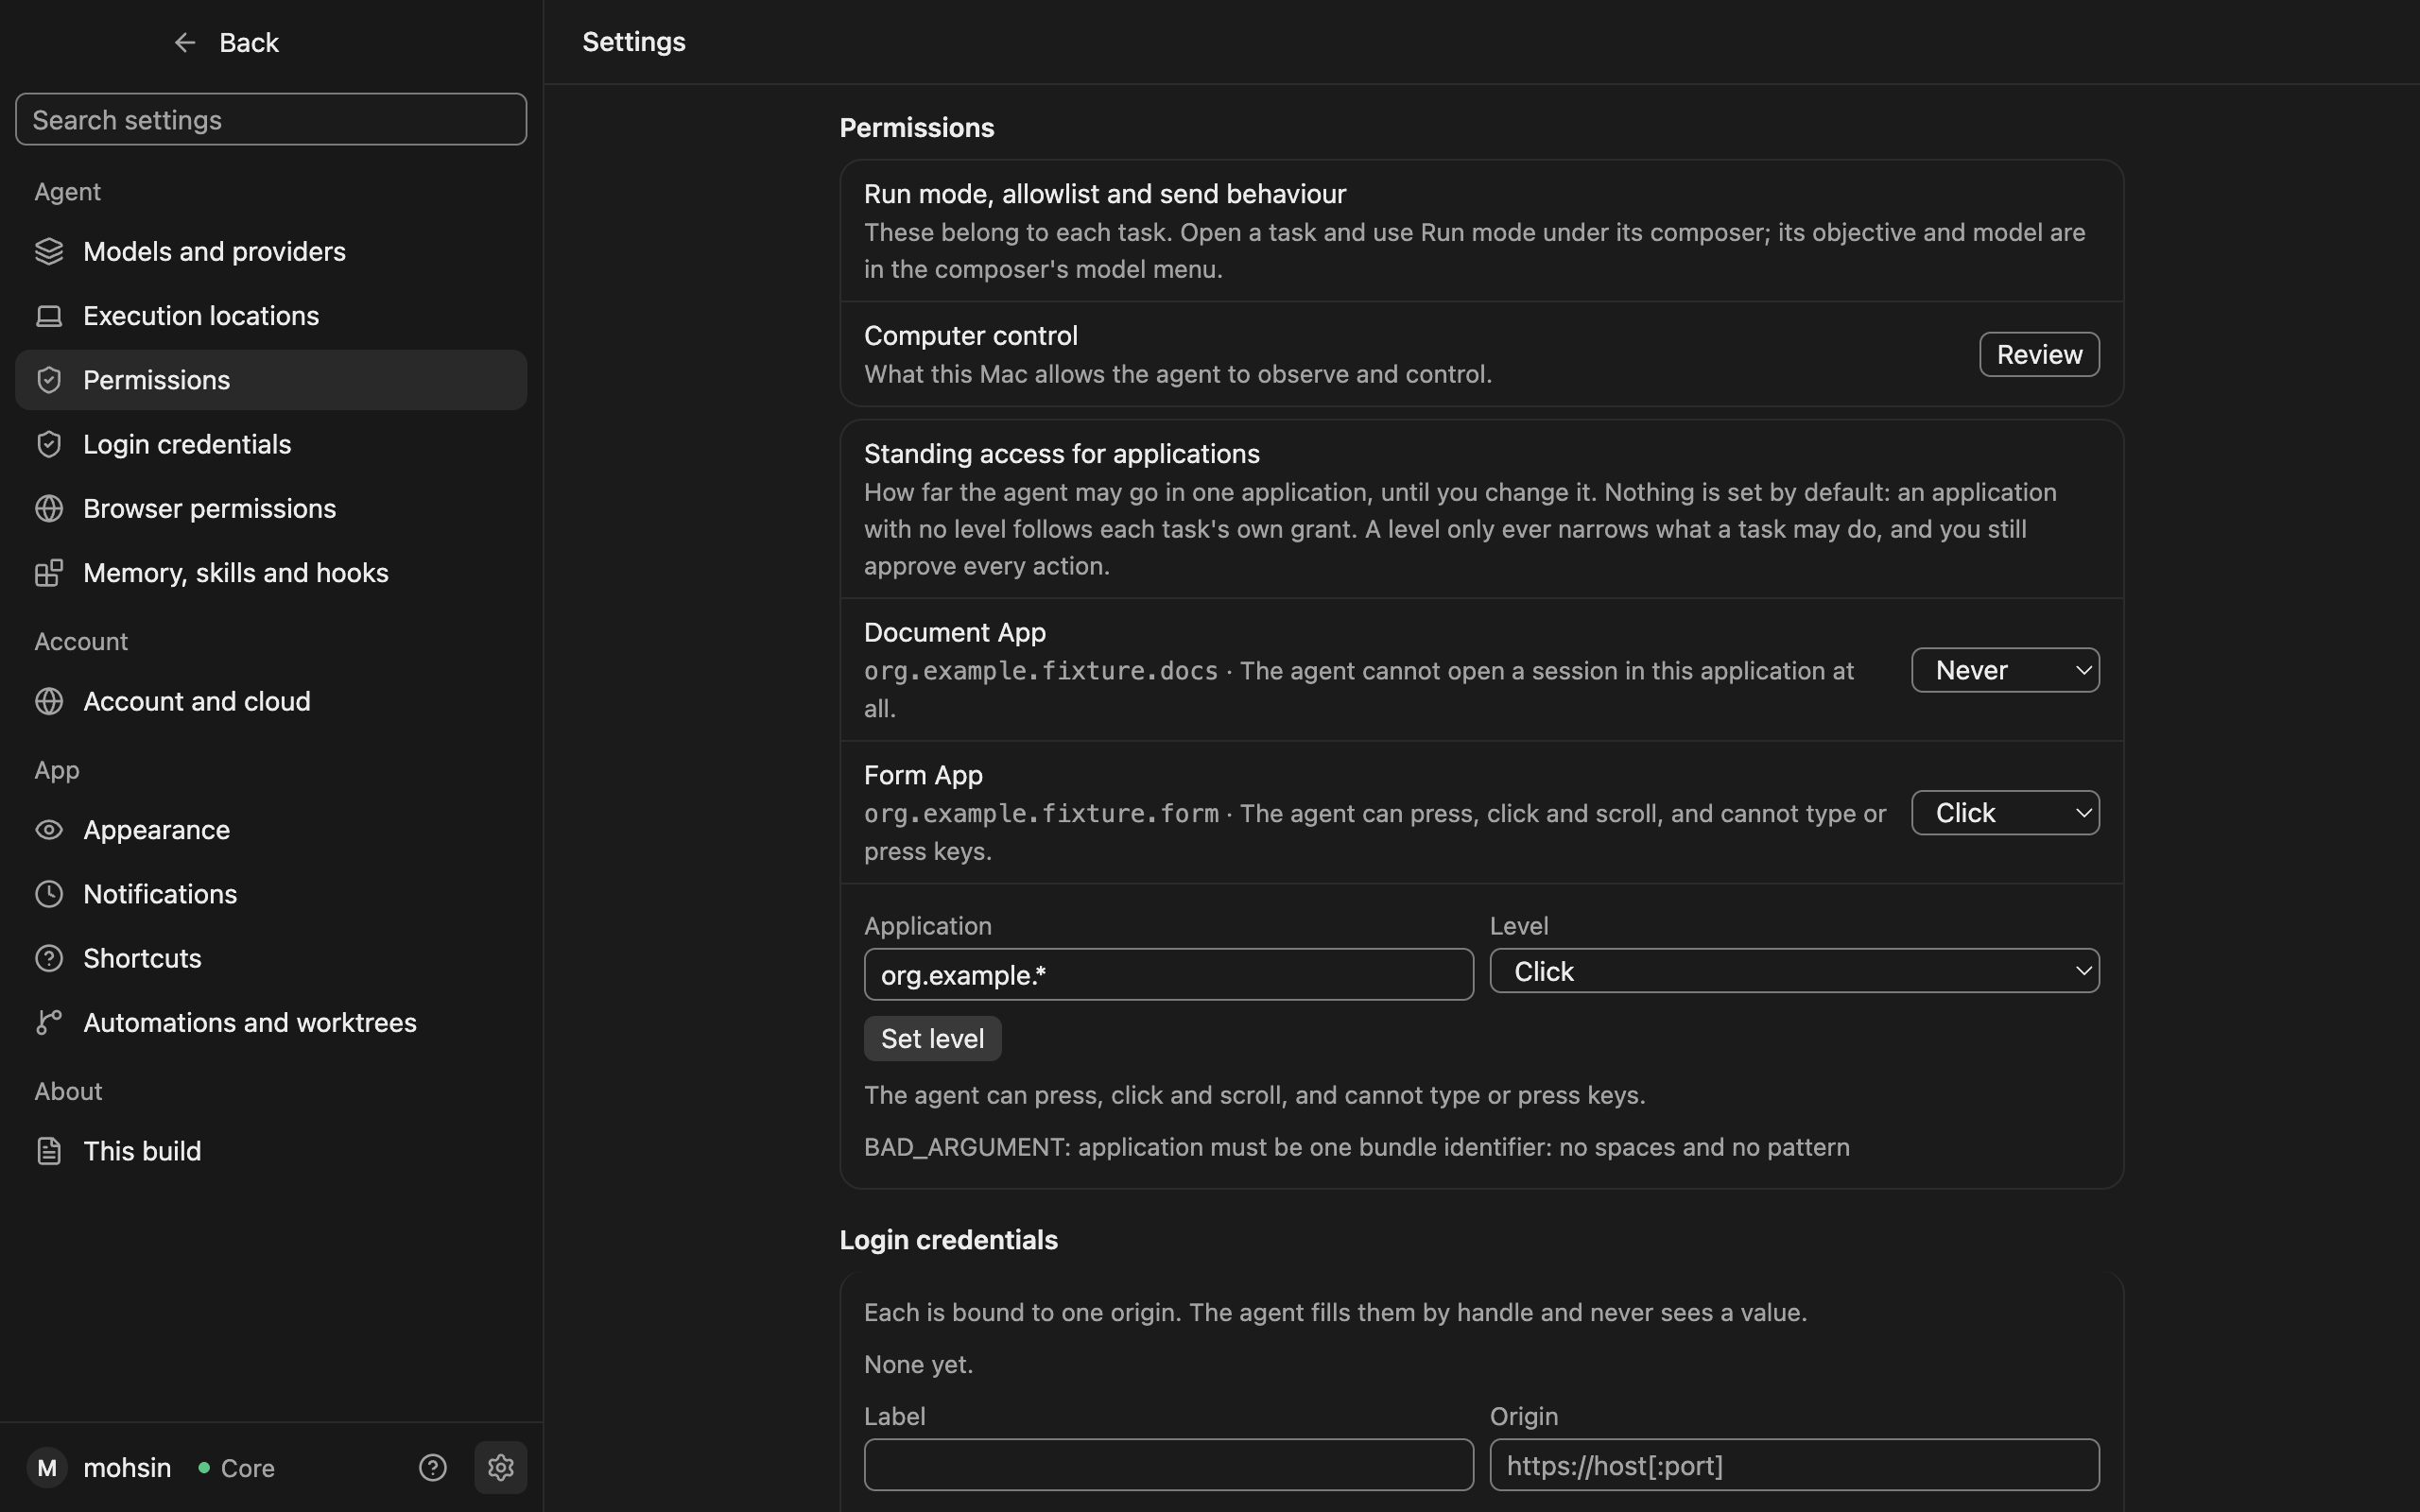 Back
Search settings
Agent
Models and providers
Execution locations
Permissions
Login credentials
Browser permissions
Memory, skills and hooks
Account
Account and cloud
App
Appearance
Notifications
Shortcuts
Automations and worktrees
About
This build
M mohsin Core
Settings
Permissions
Run mode, allowlist and send behaviour
These belong to each task. Open a task and use Run mode under its composer; its objective and model are
in the composer's model menu.
Computer control
What this Mac allows the agent to observe and control.
Review
Standing access for applications
How far the agent may go in one application, until you change it. Nothing is set by default: an application
with no level follows each task's own grant. A level only ever narrows what a task may do, and you still
approve every action.
Document App
org.example.fixture.docs · The agent cannot open a session in this application at
all.
Never
Form App
org.example.fixture.form · The agent can press, click and scroll, and cannot type or
press keys.
Click
Application
Level
org.example.*
Click
Set level
The agent can press, click and scroll, and cannot type or press keys.
BAD_ARGUMENT: application must be one bundle identifier: no spaces and no pattern
Login credentials
Each is bound to one origin. The agent fills them by handle and never sees a value.
None yet.
Label
Origin
https://host[:port]